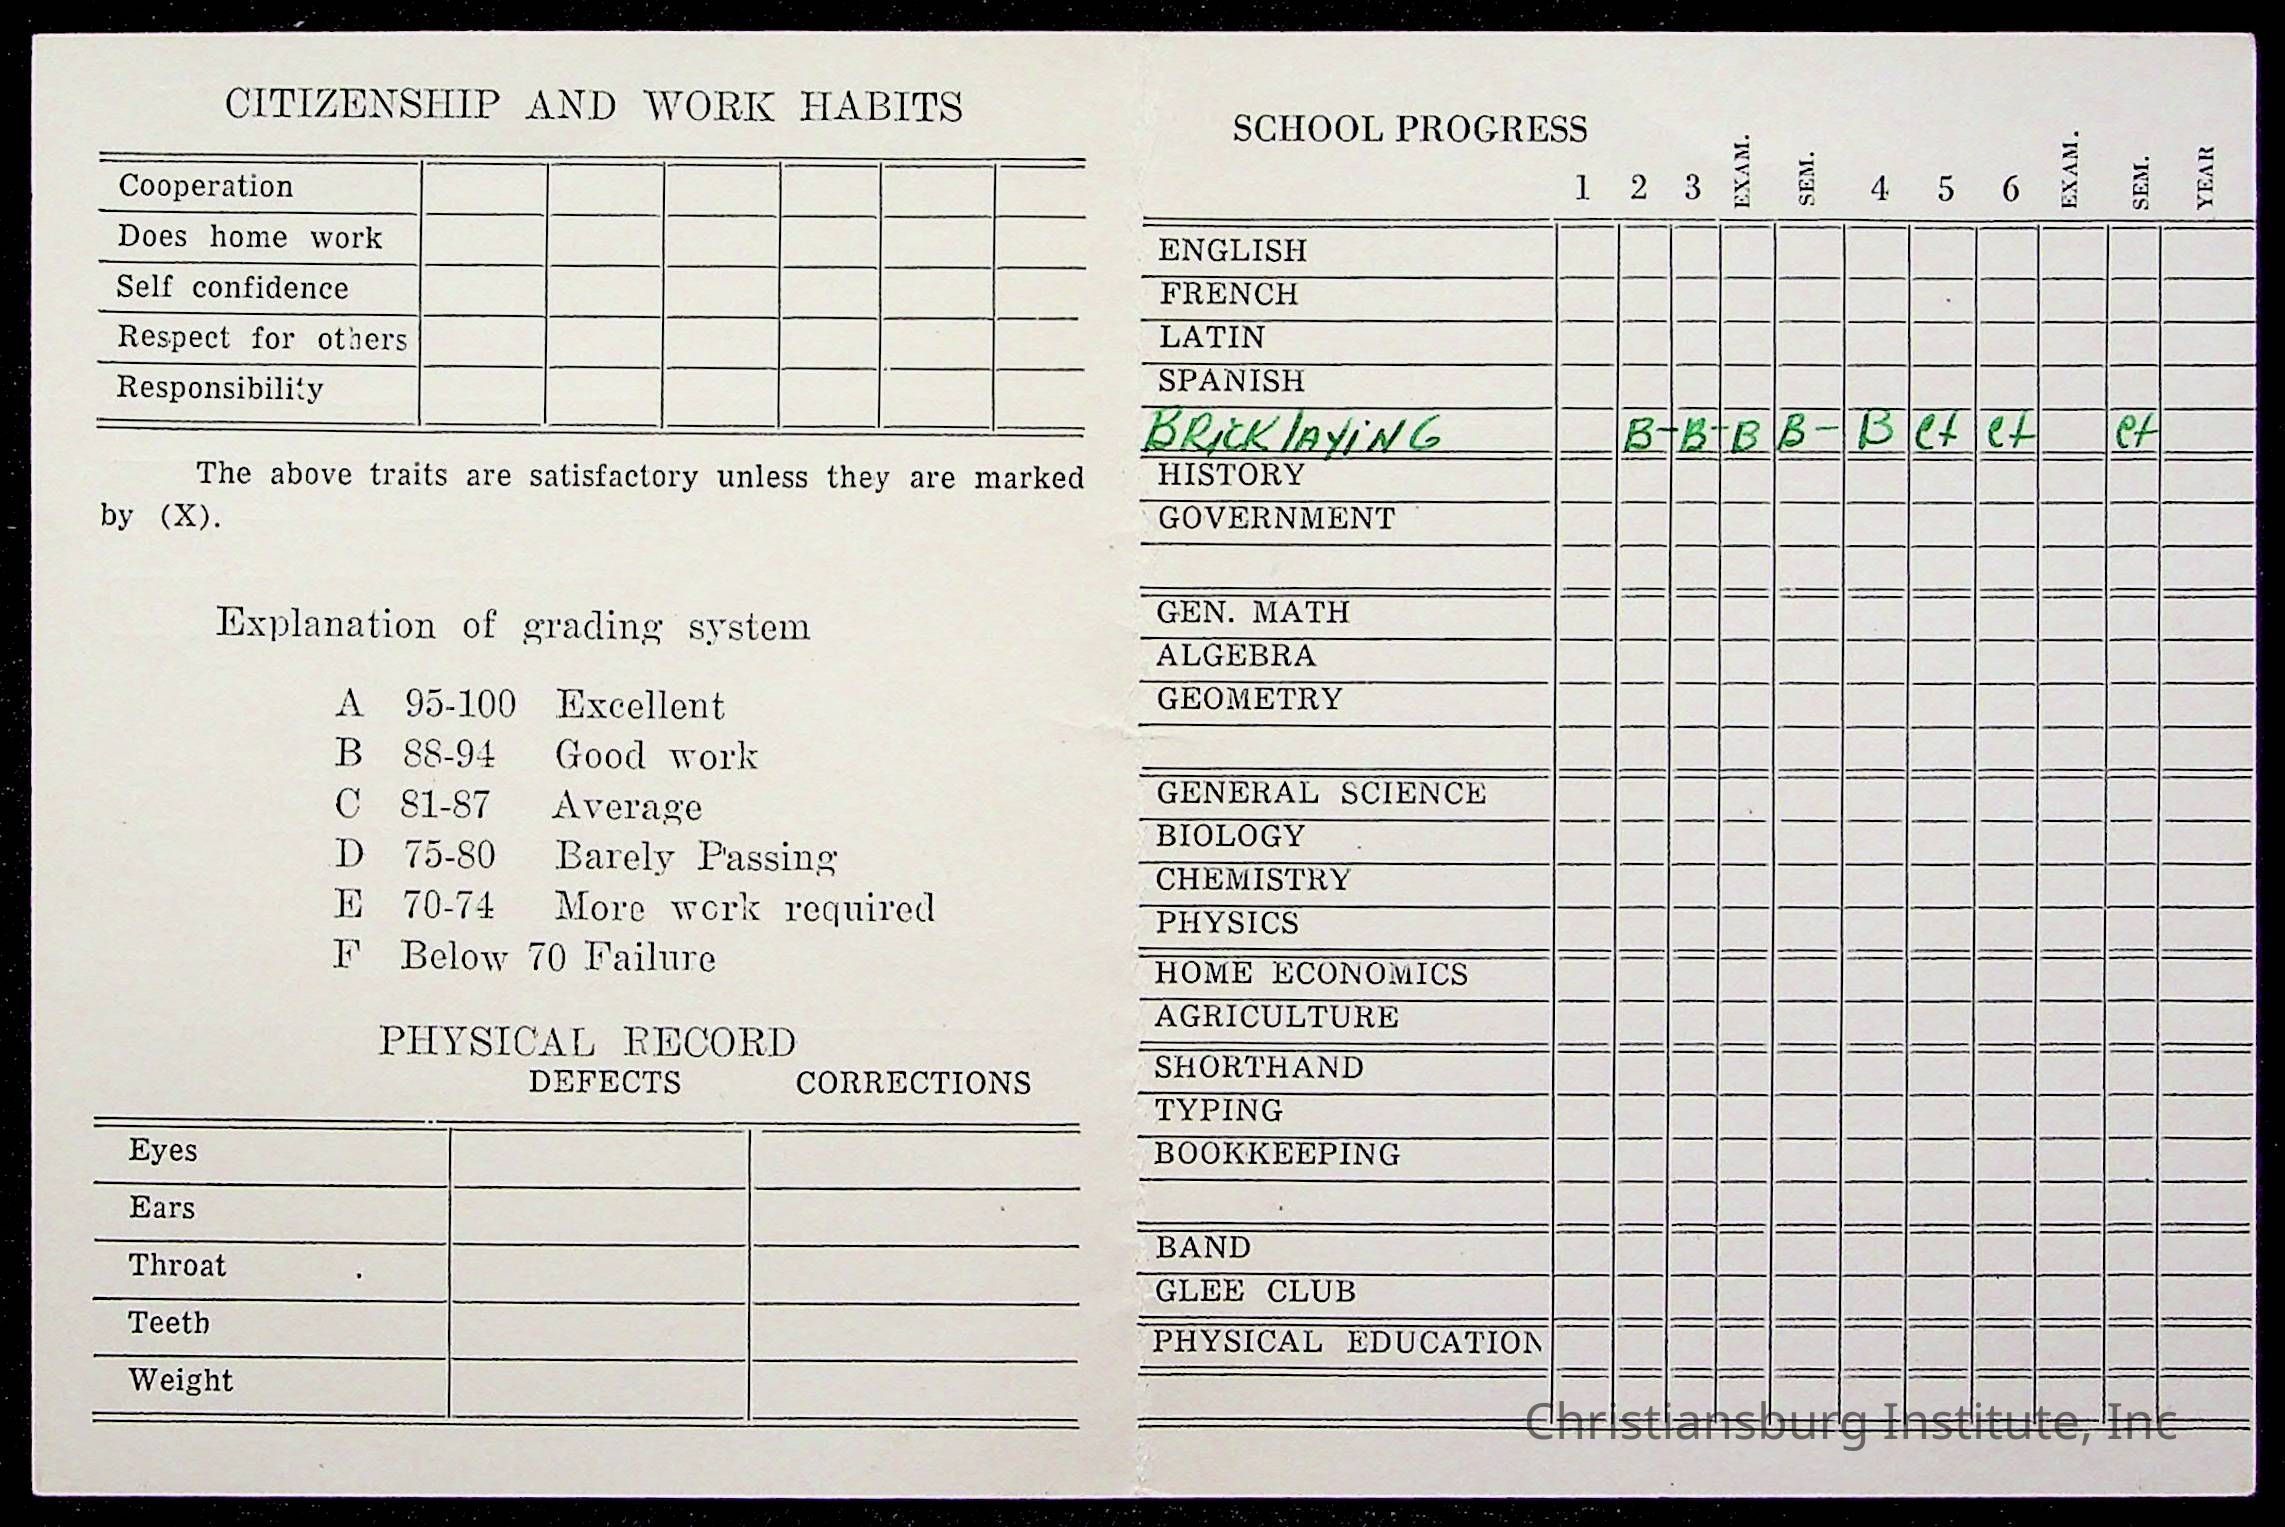 CITIZENSHIP AND WORK HABITS
Cooperation
Does home work
Self confidence
Respect for others
Responsibility
The above traits are satisfactory unless they are marked
by (X).
Explanation of grading system
A 95-100 Excellent
B 88-94 Good work
C 81-87 Average
D 75-80 Barely Passing
E 70-74 More work required
F Below 70 Failure
PHYSICAL RECORD
DEFECTS CORRECTIONS
Eyes
Ears
Throat
Teeth
Weight
SCHOOL PROGRESS
1 2 3 EXAM. SEM. 4 5 6 EXAM. SEM. YEAR
ENGLISH
FRENCH
LATIN
SPANISH
BRICKlAYiNG B- B- B B- B C+ C+ C+
HISTORY
GOVERNMENT
GEN. MATH
ALGEBRA
GEOMETRY
GENERAL SCIENCE
BIOLOGY
CHEMISTRY
PHYSICS
HOME ECONOMICS
AGRICULTURE
SHORTHAND
TYPING
BOOKKEEPING
BAND
GLEE CLUB
PHYSICAL EDUCATION
Christiansburg Institute, Inc